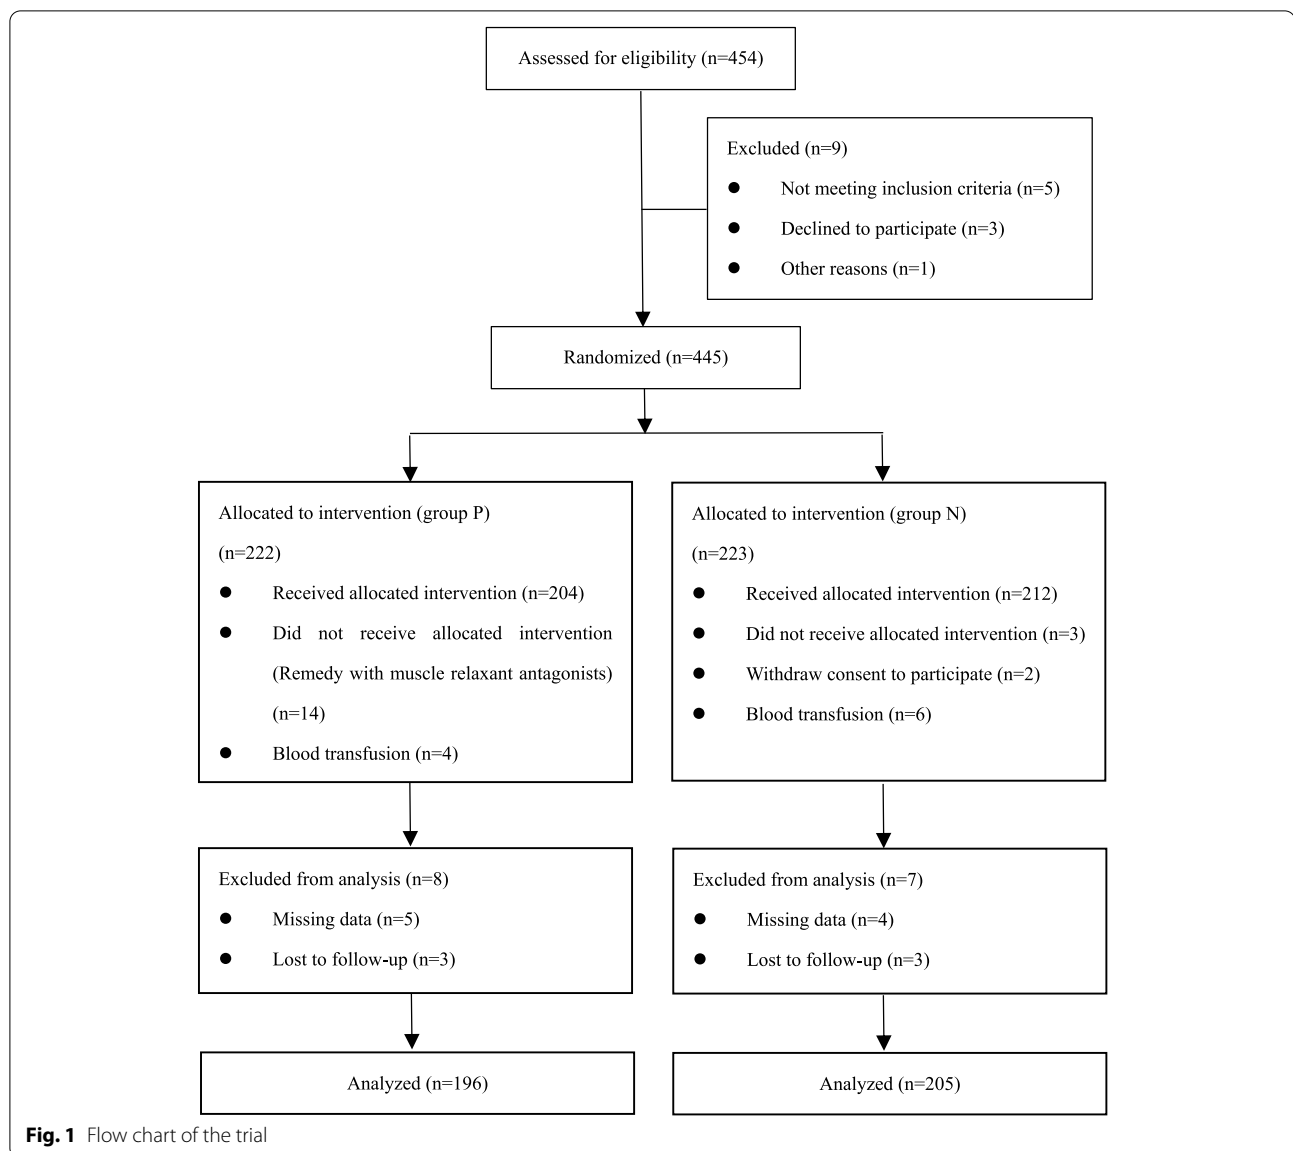 Assessed for eligibility (n=454)
Excluded (n=9)
● Not meeting inclusion criteria (n=5)
● Declined to participate (n=3)
● Other reasons (n=1)
Randomized (n=445)
Allocated to intervention (group P)
(n=222)
● Received allocated intervention (n=204)
● Did not receive allocated intervention
(Remedy with muscle relaxant antagonists)
(n=14)
● Blood transfusion (n=4)
Allocated to intervention (group N)
(n=223)
● Received allocated intervention (n=212)
● Did not receive allocated intervention (n=3)
● Withdraw consent to participate (n=2)
● Blood transfusion (n=6)
Excluded from analysis (n=8)
● Missing data (n=5)
● Lost to follow-up (n=3)
Excluded from analysis (n=7)
● Missing data (n=4)
● Lost to follow-up (n=3)
Analyzed (n=196)
Analyzed (n=205)
Fig. 1 Flow chart of the trial